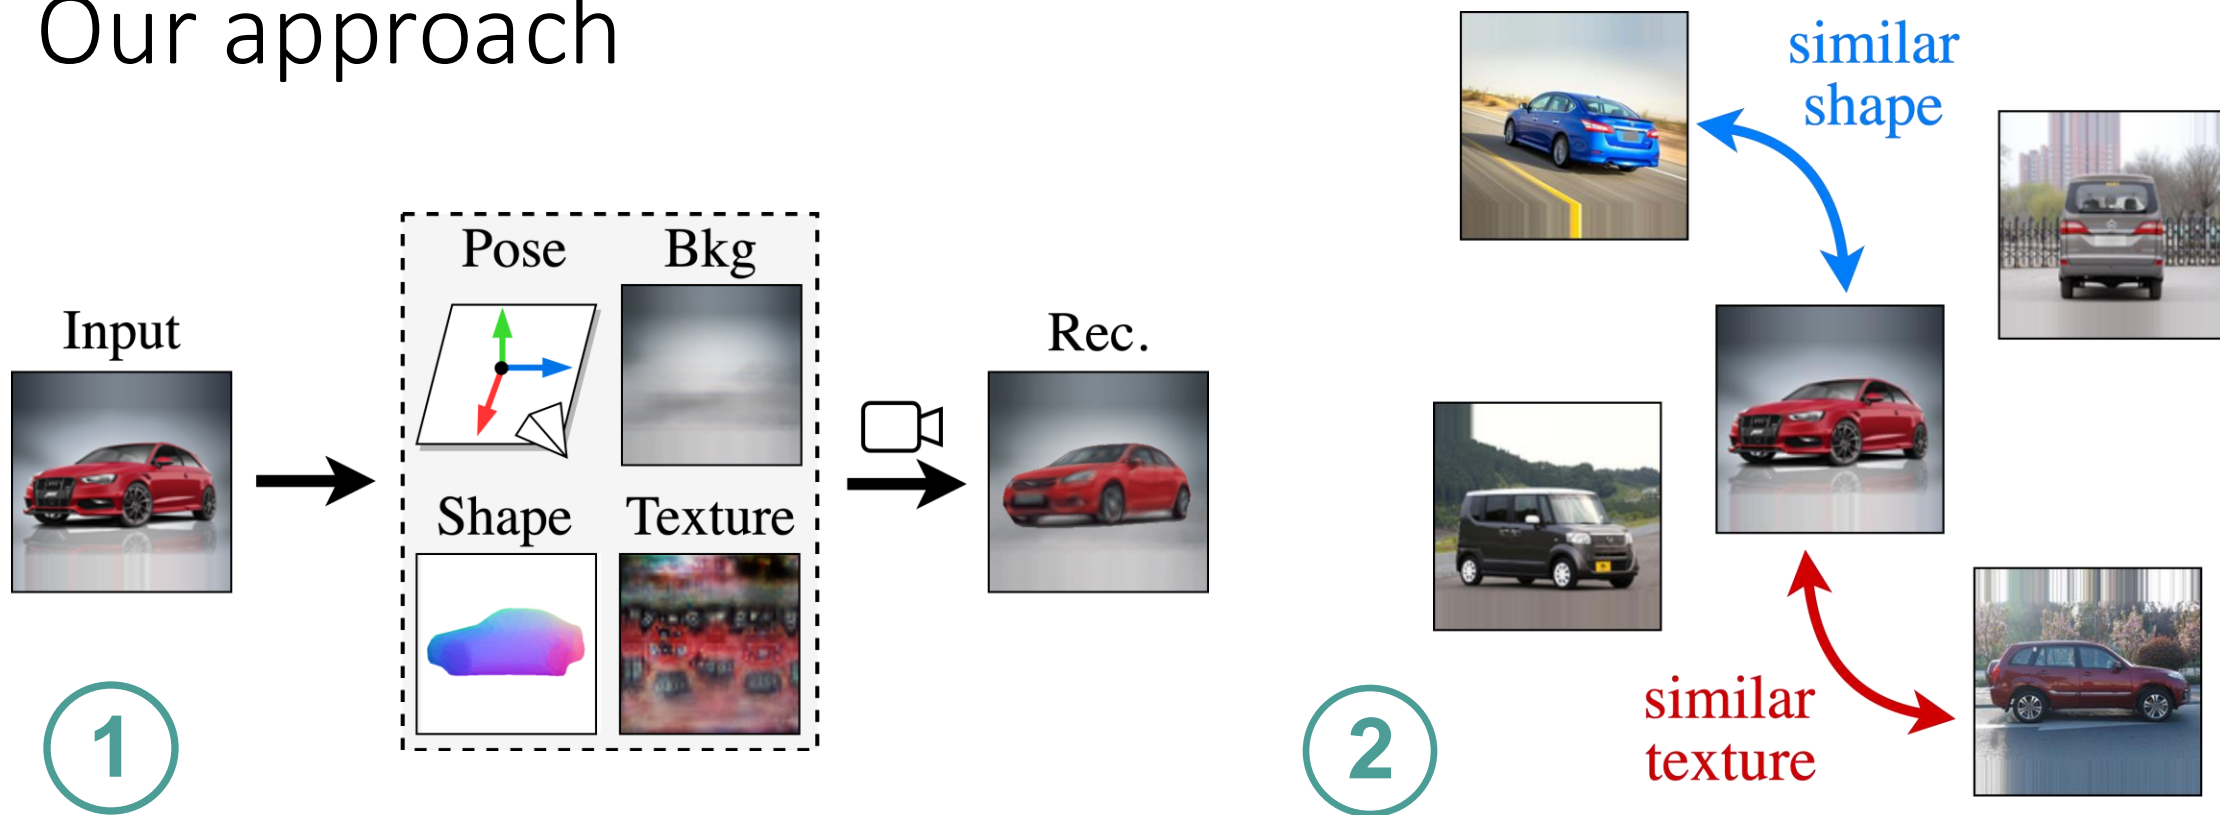 Our approach
Input
Pose
Bkg
Shape
Texture
Rec.
1
similar
shape
similar
texture
2